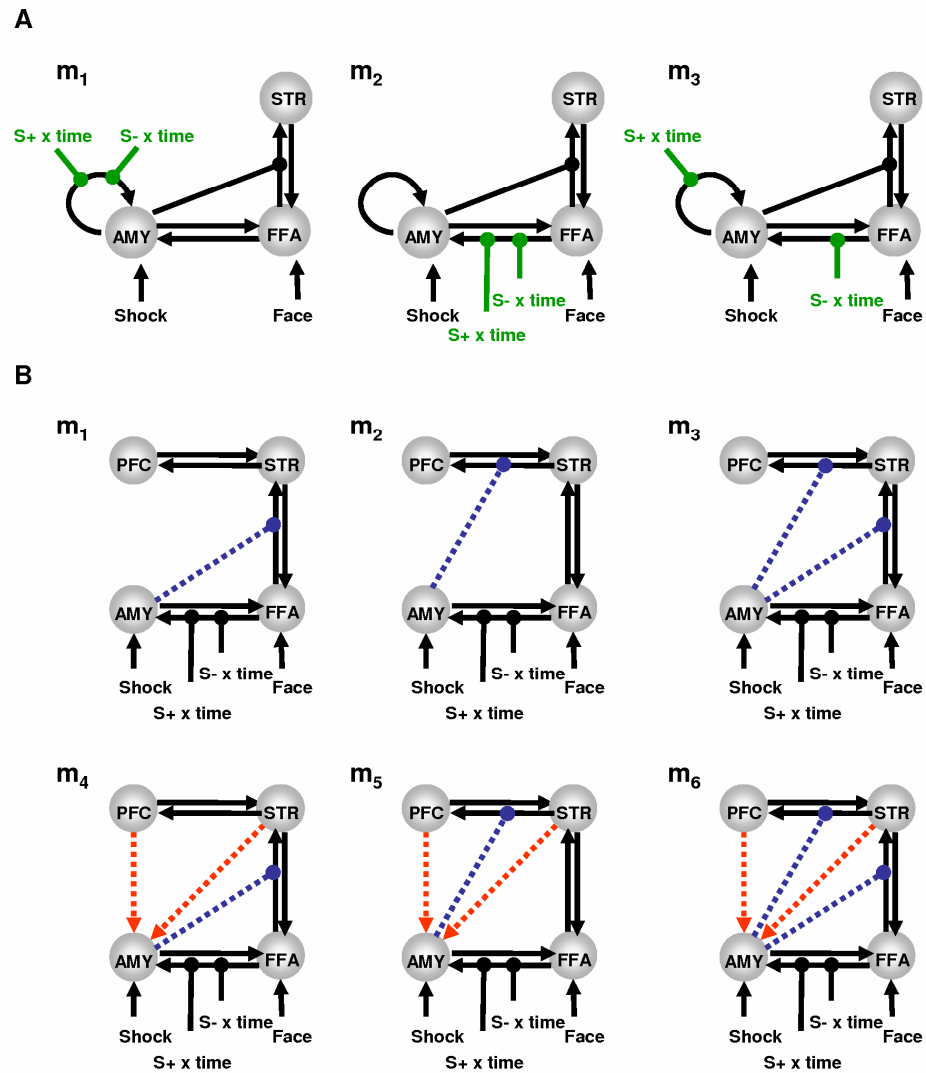 A
m1 m2 m3
STR STR STR
S+ x time S- x time S+ x time
AMY FFA AMY FFA AMY FFA
S- x time S- x time
Shock Face Shock Face Shock Face
S+ x time
B
m1 m2 m3
PFC STR PFC STR PFC STR
AMY FFA AMY FFA AMY FFA
S- x time S- x time S- x time
Shock Face Shock Face Shock Face
S+ x time S+ x time S+ x time
m4 m5 m6
PFC STR PFC STR PFC STR
AMY FFA AMY FFA AMY FFA
S- x time S- x time S- x time
Shock Face Shock Face Shock Face
S+ x time S+ x time S+ x time